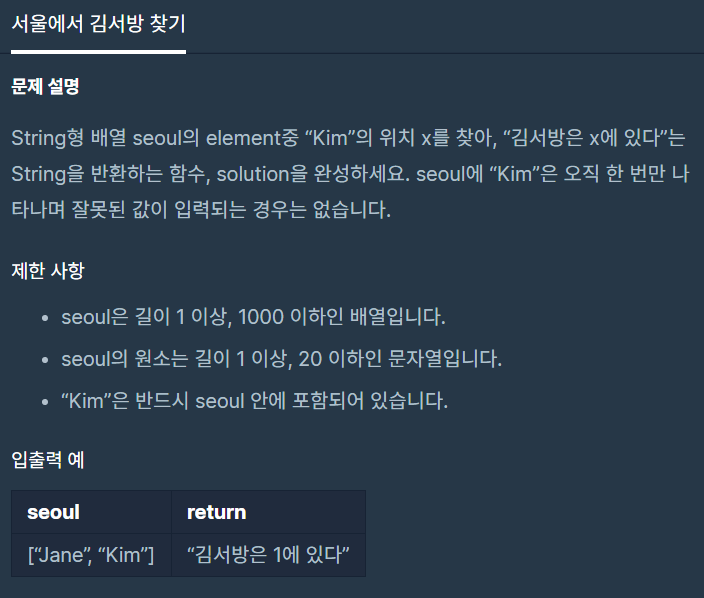 서울에서 김서방 찾기
문제 설명
String형 배열 seoul의 element중 “Kim”의 위치 x를 찾아, “김서방은 x에 있다”는
String을 반환하는 함수, solution을 완성하세요. seoul에 “Kim”은 오직 한 번만 나
타나며 잘못된 값이 입력되는 경우는 없습니다.
제한 사항
• seoul은 길이 1 이상, 1000 이하인 배열입니다.
• seoul의 원소는 길이 1 이상, 20 이하인 문자열입니다.
• “Kim”은 반드시 seoul 안에 포함되어 있습니다.
입출력 예
seoul return
[“Jane”, “Kim”] “김서방은 1에 있다”